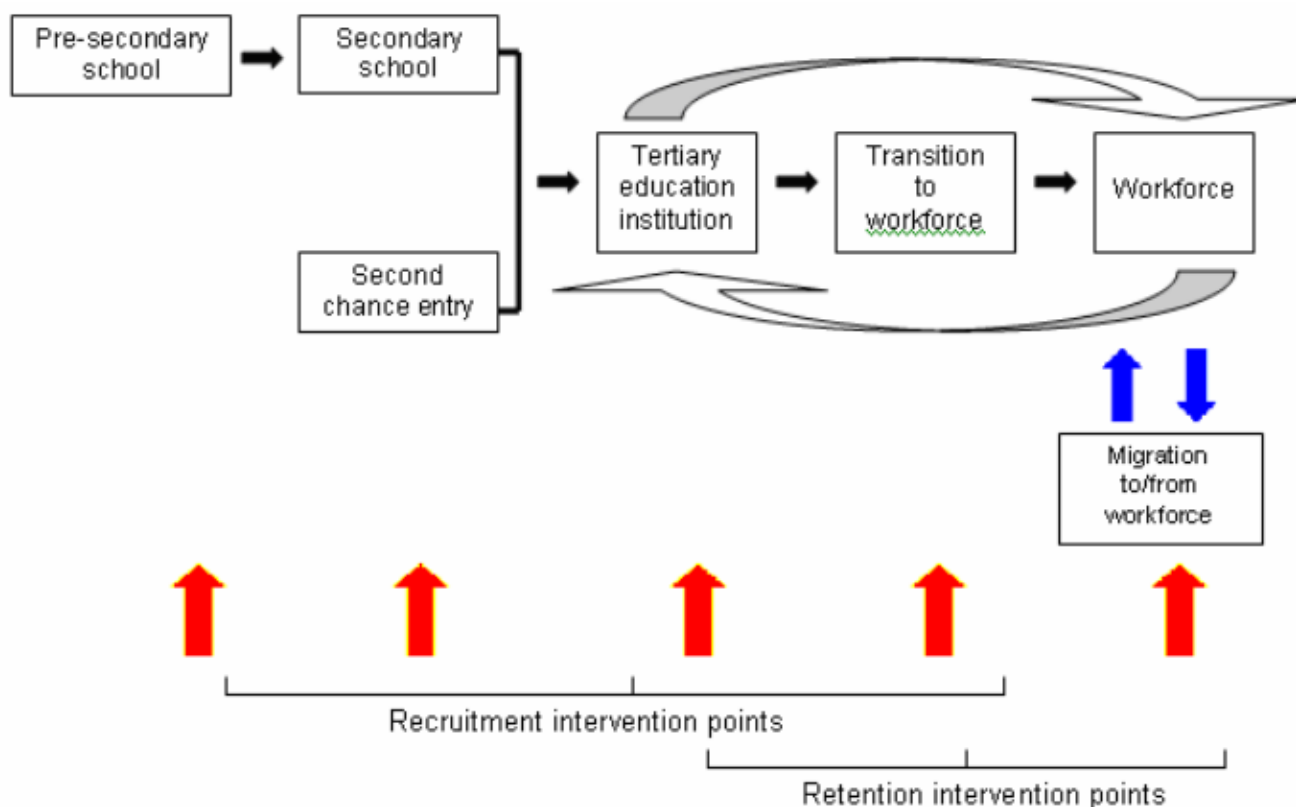 Pre-secondary
school
Secondary
school
Tertiary
education
institution
Transition
to
workforce
Workforce
Second
chance entry
Migration
to/from
workforce
Recruitment intervention points
Retention intervention points